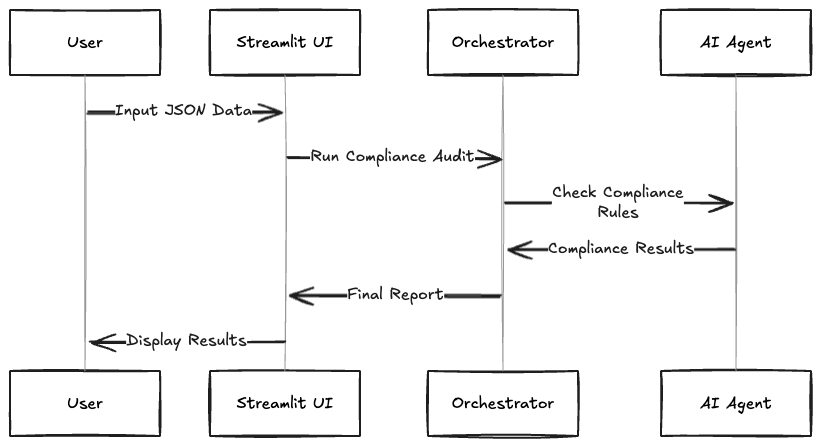 User
Streamlit UI
Orchestrator
AI Agent
Input JSON Data
Run Compliance Audit
Check Compliance
Rules
Compliance Results
Final Report
Display Results
User
Streamlit UI
Orchestrator
AI Agent